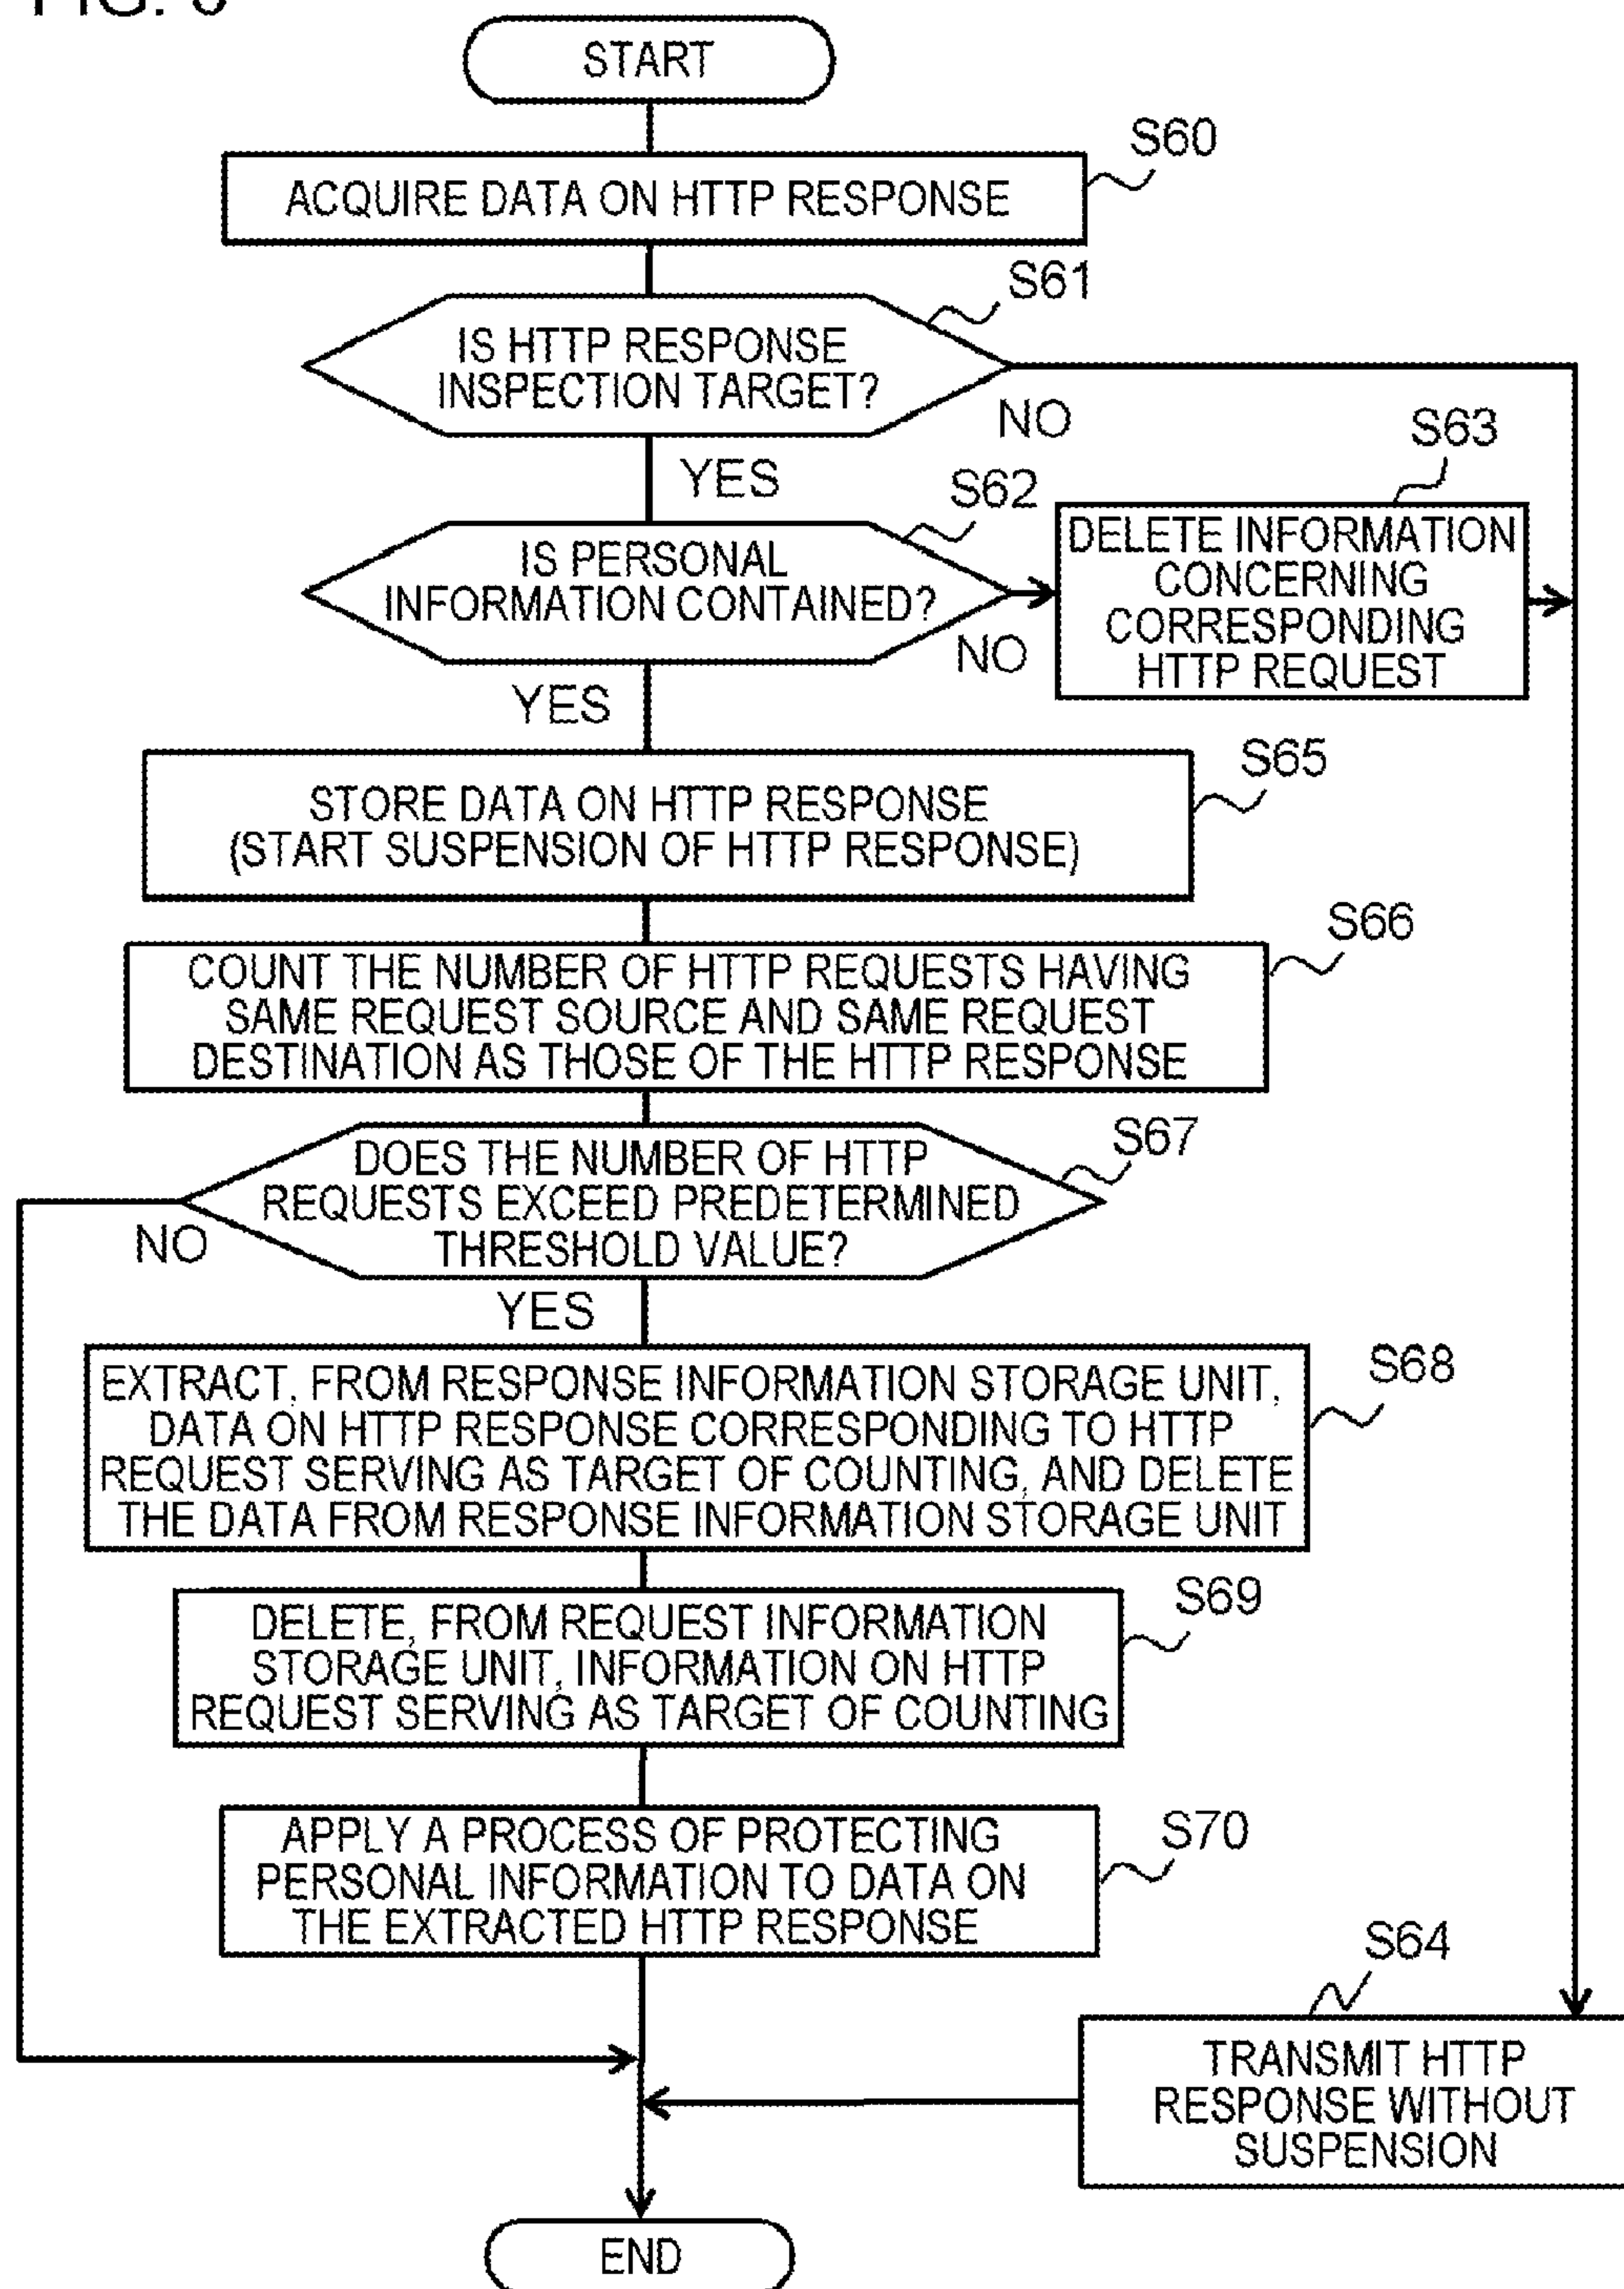 FIG.
START
S60
ACQUIRE DATA ON HTTP RESPONSE
S61
IS HTTP RESPONSE
INSPECTION TARGET?
NO
YES
S62
IS PERSONAL
INFORMATION CONTAINED?
NO
YES
S63
DELETE INFORMATION
CONCERNING
CORRESPONDING
HTTP REQUEST
S65
STORE DATA ON HTTP RESPONSE
(START SUSPENSION OF HTTP RESPONSE)
S66
COUNT THE NUMBER OF HTTP REQUESTS HAVING
SAME REQUEST SOURCE AND SAME REQUEST
DESTINATION AS THOSE OF THE HTTP RESPONSE
S67
DOES THE NUMBER OF HTTP
REQUESTS EXCEED PREDETERMINED
THRESHOLD VALUE?
NO
YES
S68
EXTRACT, FROM RESPONSE INFORMATION STORAGE UNIT,
DATA ON HTTP RESPONSE CORRESPONDING TO HTTP
REQUEST SERVING AS TARGET OF COUNTING, AND DELETE
THE DATA FROM RESPONSE INFORMATION STORAGE UNIT
S69
DELETE, FROM REQUEST INFORMATION
STORAGE UNIT, INFORMATION ON HTTP
REQUEST SERVING AS TARGET OF COUNTING
S70
APPLY A PROCESS OF PROTECTING
PERSONAL INFORMATION TO DATA ON
THE EXTRACTED HTTP RESPONSE
S64
TRANSMIT HTTP
RESPONSE WITHOUT
SUSPENSION
END